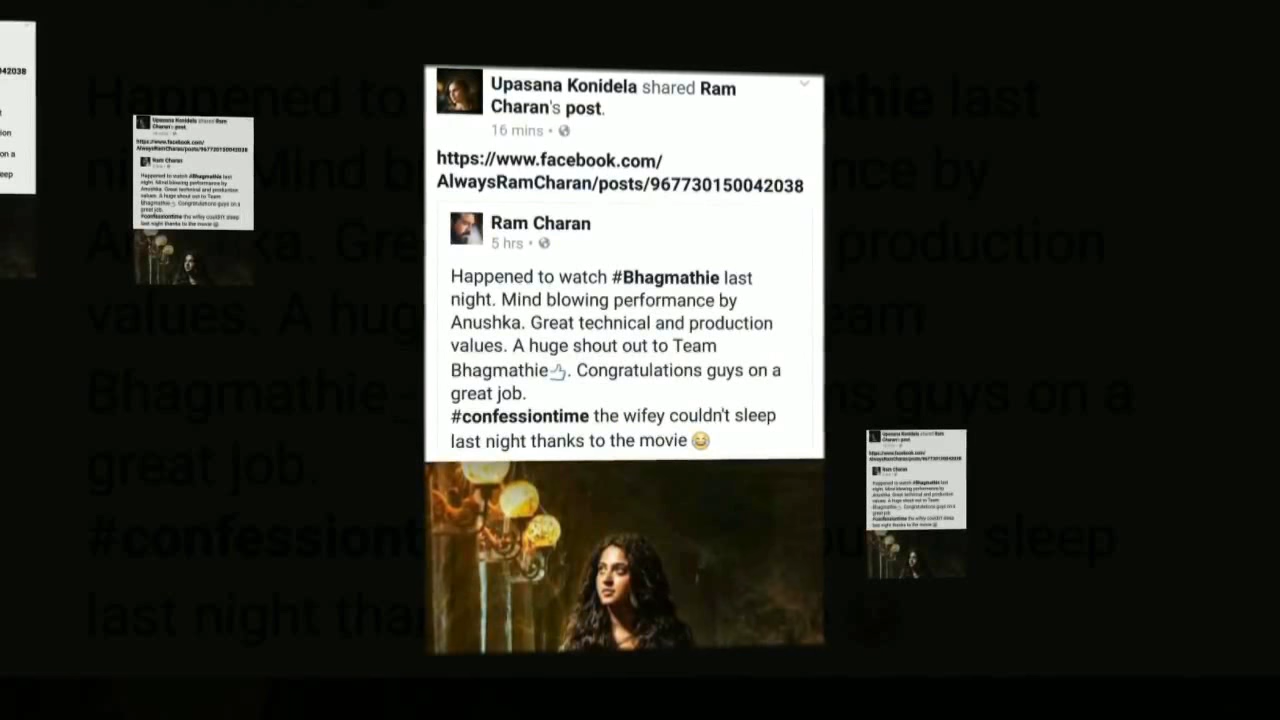 Upasana Konidela shared Ram
Charan's post.
16 mins
https://www.facebook.com/
AlwaysRamCharan/posts/967730150042038
Ram Charan
5 hrs
Happened to watch #Bhagmathie last
night. Mind blowing performance by
Anushka. Great technical and production
values. A huge shout out to Team
Bhagmathie👍. Congratulations guys on a
great job.
#confessiontime the wifey couldn't sleep
last night thanks to the movie 😄